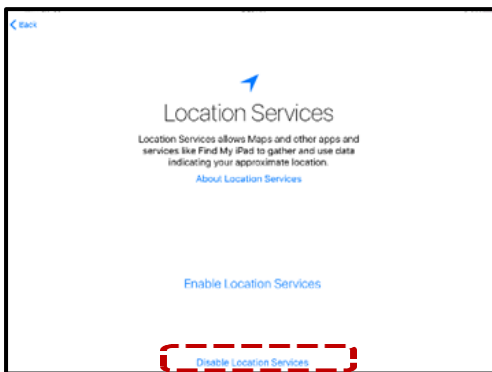 Back
Location Services
Location Services allows Maps and other apps and
services like Find My iPad to gather and use data
indicating your approximate location.
About Location Services
Enable Location Services
Disable Location Services